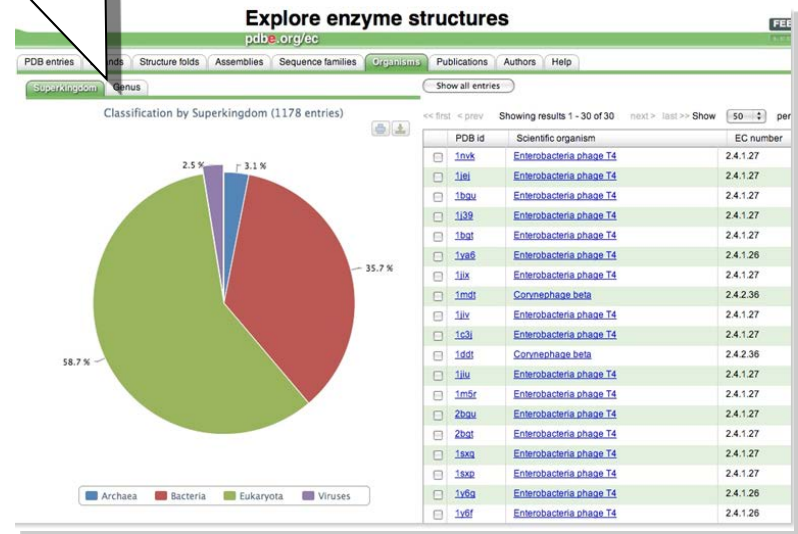 Explore enzyme structures
FEE
pdbe.org/ec
PDB entries Structure folds Assemblies Sequence families Organisms Publications Authors Help
Superkingdom Genus
Show all entries
Classification by Superkingdom (1178 entries)
<< first < prev Showing results 1 - 30 of 30 next > last >> Show 50 per
PDB id Scientific organism EC number
1nvk Enterobacteria phage T4 2.4.1.27
1jej Enterobacteria phage T4 2.4.1.27
1bgu Enterobacteria phage T4 2.4.1.27
1j39 Enterobacteria phage T4 2.4.1.27
1bgt Enterobacteria phage T4 2.4.1.27
1ya6 Enterobacteria phage T4 2.4.1.26
1jix Enterobacteria phage T4 2.4.1.27
1mdt Corynephage beta 2.4.2.36
1jiv Enterobacteria phage T4 2.4.1.27
1c3j Enterobacteria phage T4 2.4.1.27
1ddt Corynephage beta 2.4.2.36
1jiu Enterobacteria phage T4 2.4.1.27
1m5r Enterobacteria phage T4 2.4.1.27
2bgu Enterobacteria phage T4 2.4.1.27
2bgt Enterobacteria phage T4 2.4.1.27
1sxq Enterobacteria phage T4 2.4.1.27
1sxp Enterobacteria phage T4 2.4.1.27
1y6g Enterobacteria phage T4 2.4.1.26
1y6f Enterobacteria phage T4 2.4.1.26
2.5 % 3.1 %
35.7 %
58.7 %
Archaea Bacteria Eukaryota Viruses